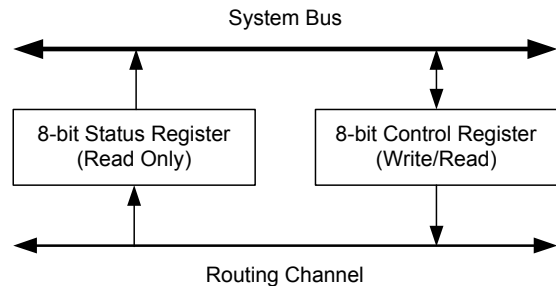 System Bus
8-bit Status Register
(Read Only)
8-bit Control Register
(Write/Read)
Routing Channel